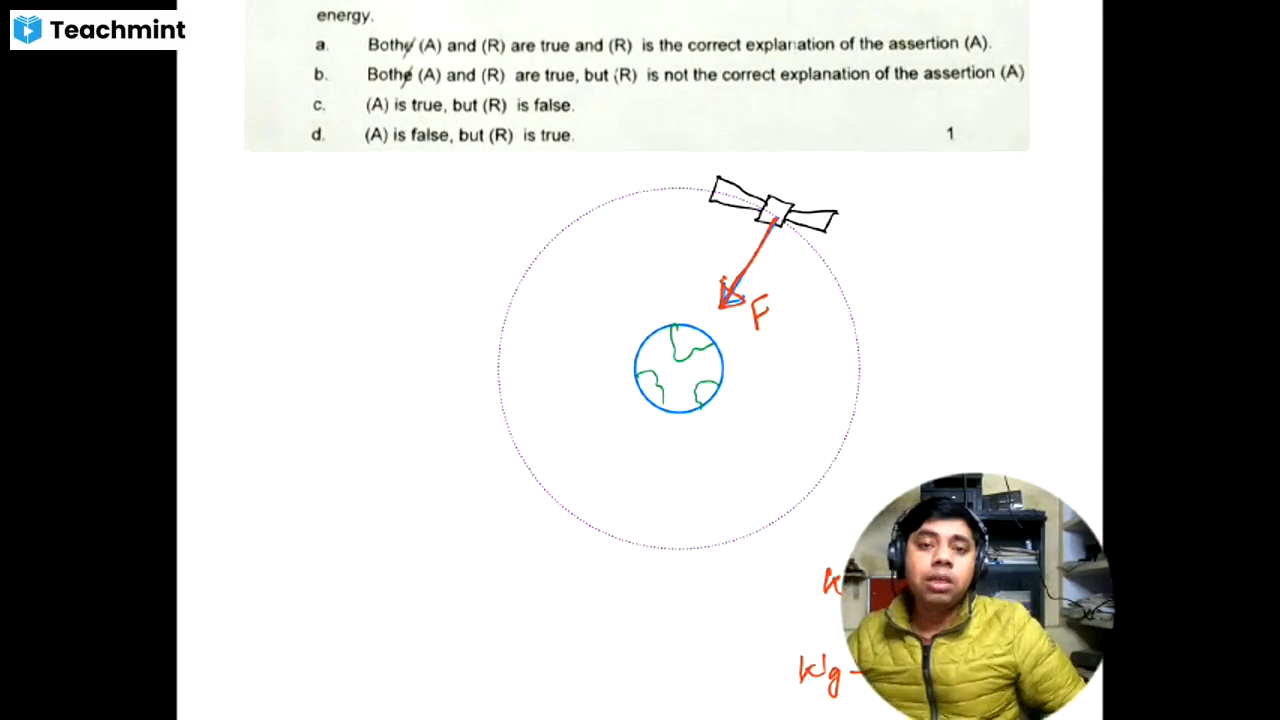 Teachmint
energy.
a. Both (A) and (R) are true and (R) is the correct explanation of the assertion (A).
b. Both (A) and (R) are true, but (R) is not the correct explanation of the assertion (A)
c. (A) is true, but (R) is false.
d. (A) is false, but (R) is true. 1
F
K